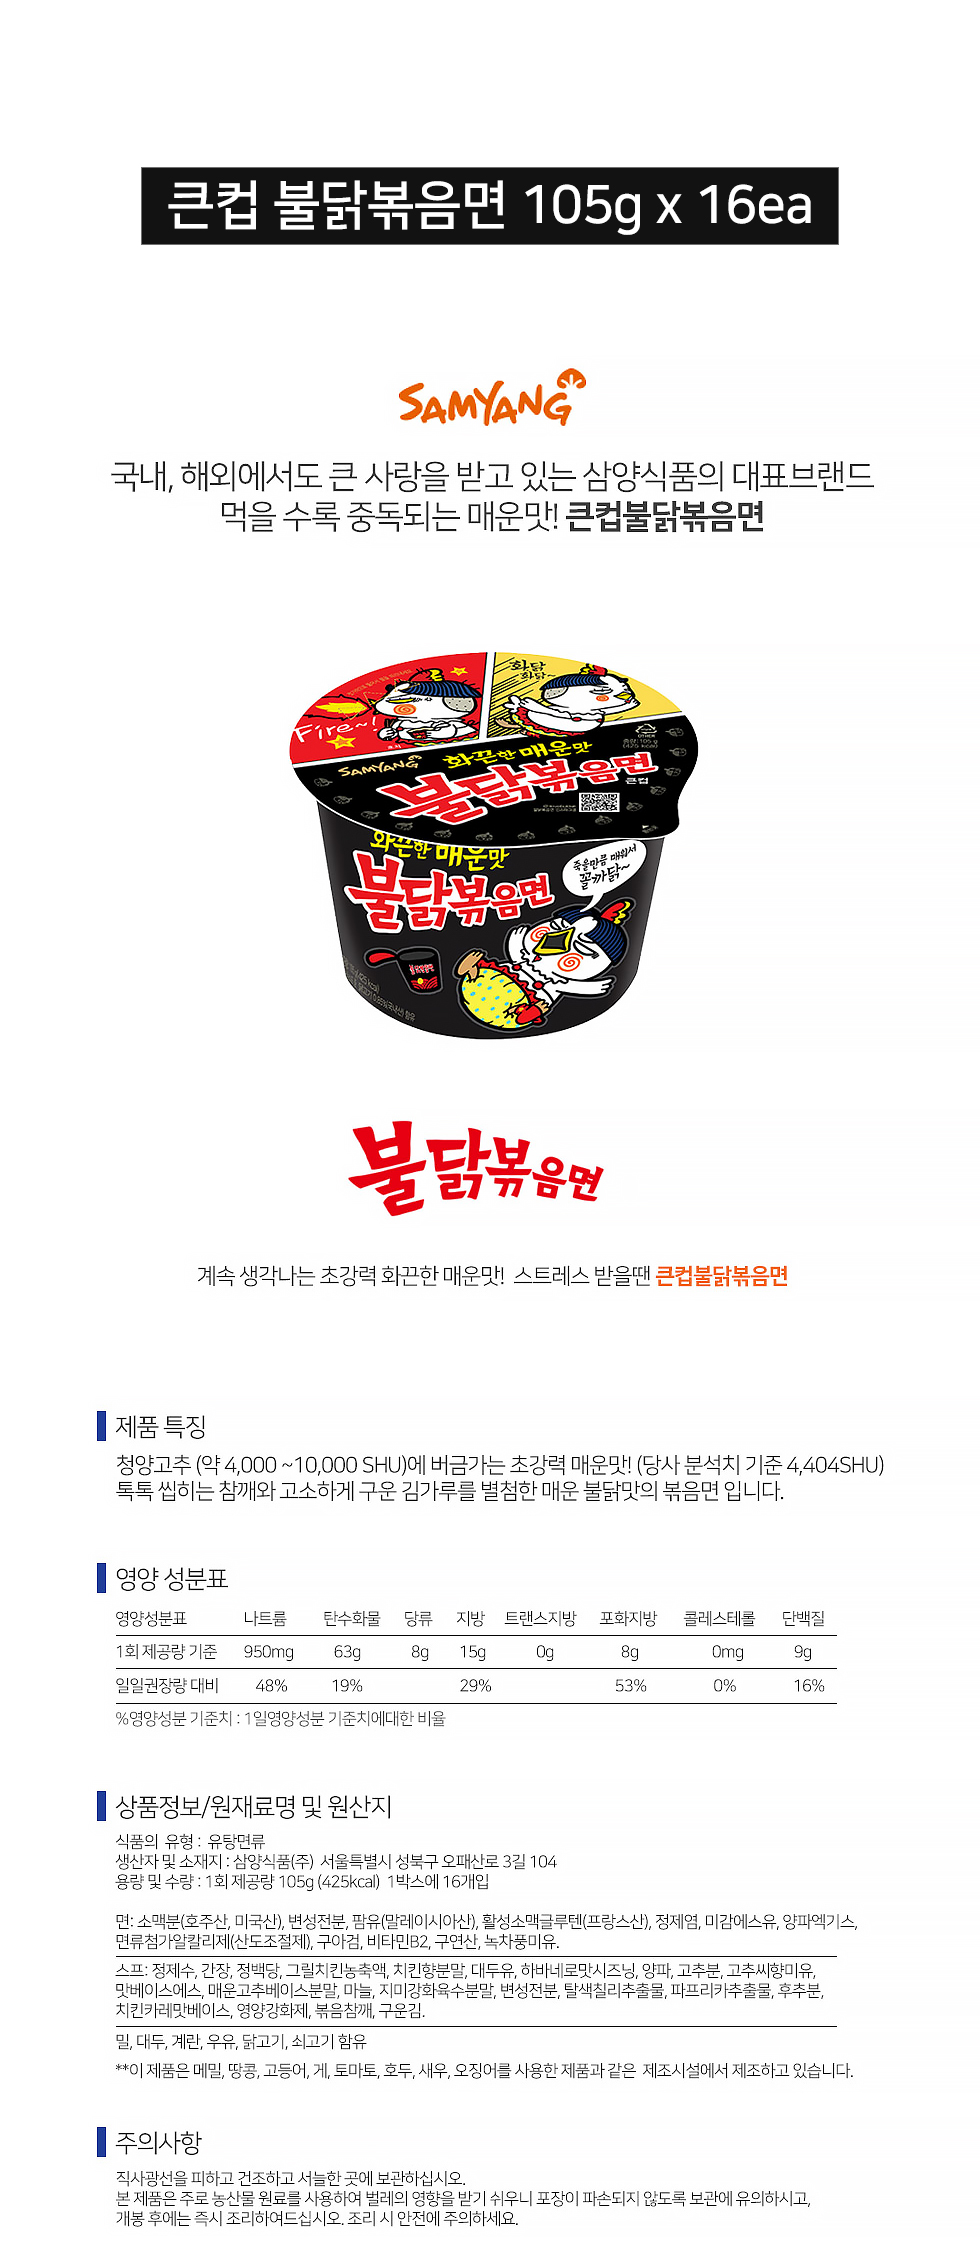 큰컵 불닭볶음면 105g x 16ea
SAMYANG
국내, 해외에서도 큰 사랑을 받고 있는 삼양식품의 대표브랜드
먹을 수록 중독되는 매운맛! 큰컵불닭볶음면
화닭
화닭~
Fire~!
SAMYANG
화끈한 매운맛
불닭볶음면
큰컵
화끈한 매운맛
불닭볶음면
죽을만큼 매워서
꼴까닭~
불닭볶음면
계속 생각나는 초강력 화끈한 매운맛! 스트레스 받을땐 큰컵불닭볶음면
제품 특징
청양고추 (약 4,000 ~10,000 SHU)에 버금가는 초강력 매운맛! (당사 분석치 기준 4,404SHU)
톡톡 씹히는 참깨와 고소하게 구운 김가루를 별첨한 매운 불닭맛의 볶음면 입니다.
영양 성분표
영양성분표 나트륨 탄수화물 당류 지방 트랜스지방 포화지방 콜레스테롤 단백질
1회 제공량 기준 950mg 63g 8g 15g 0g 8g 0mg 9g
일일권장량 대비 48% 19% 29% 53% 0% 16%
%영양성분 기준치 : 1일영양성분 기준치에대한 비율
상품정보/원재료명 및 원산지
식품의 유형 : 유탕면류
생산자 및 소재지 : 삼양식품(주) 서울특별시 성북구 오패산로 3길 104
용량 및 수량 : 1회 제공량 105g (425kcal) 1박스에 16개입
면: 소맥분(호주산, 미국산), 변성전분, 팜유(말레이시아산), 활성소맥글루텐(프랑스산), 정제염, 미감에스유, 양파엑기스,
면류첨가알칼리제(산도조절제), 구아검, 비타민B2, 구연산, 녹차풍미유.
스프: 정제수, 간장, 정백당, 그릴치킨농축액, 치킨향분말, 대두유, 하바네로맛시즈닝, 양파, 고추분, 고추씨향미유,
맛베이스에스, 매운고추베이스분말, 마늘, 지미강화육수분말, 변성전분, 탈색칠리추출물, 파프리카추출물, 후추분,
치킨카레맛베이스, 영양강화제, 볶음참깨, 구운김.
밀, 대두, 계란, 우유, 닭고기, 쇠고기 함유
**이 제품은 메밀, 땅콩, 고등어, 게, 토마토, 호두, 새우, 오징어를 사용한 제품과 같은 제조시설에서 제조하고 있습니다.
주의사항
직사광선을 피하고 건조하고 서늘한 곳에 보관하십시오.
본 제품은 주로 농산물 원료를 사용하여 벌레의 영향을 받기 쉬우니 포장이 파손되지 않도록 보관에 유의하시고,
개봉 후에는 즉시 조리하여드십시오. 조리 시 안전에 주의하세요.